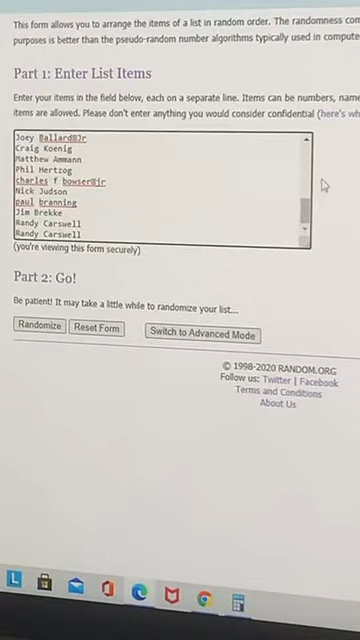 This form allows you to arrange the items of a list in random order. The randomness com
purposes is better than the pseudo-random number algorithms typically used in compute
Part 1: Enter List Items
Enter your items in the field below, each on a separate line. Items can be numbers, name
items are allowed. Please don't enter anything you would consider confidential (here's wh
Joey Ballard Jr
Craig Koenig
Matthew Ammann
Phil Hertzog
charles f bowser jr
Nick Judson
paul branning
Jim Brekke
Randy Carswell
Randy Carswell
(you're viewing this form securely)
Part 2: Go!
Be patient! It may take a little while to randomize your list...
Randomize Reset Form Switch to Advanced Mode
© 1998-2020 RANDOM.ORG
Follow us: Twitter | Facebook
Terms and Conditions
About Us
L